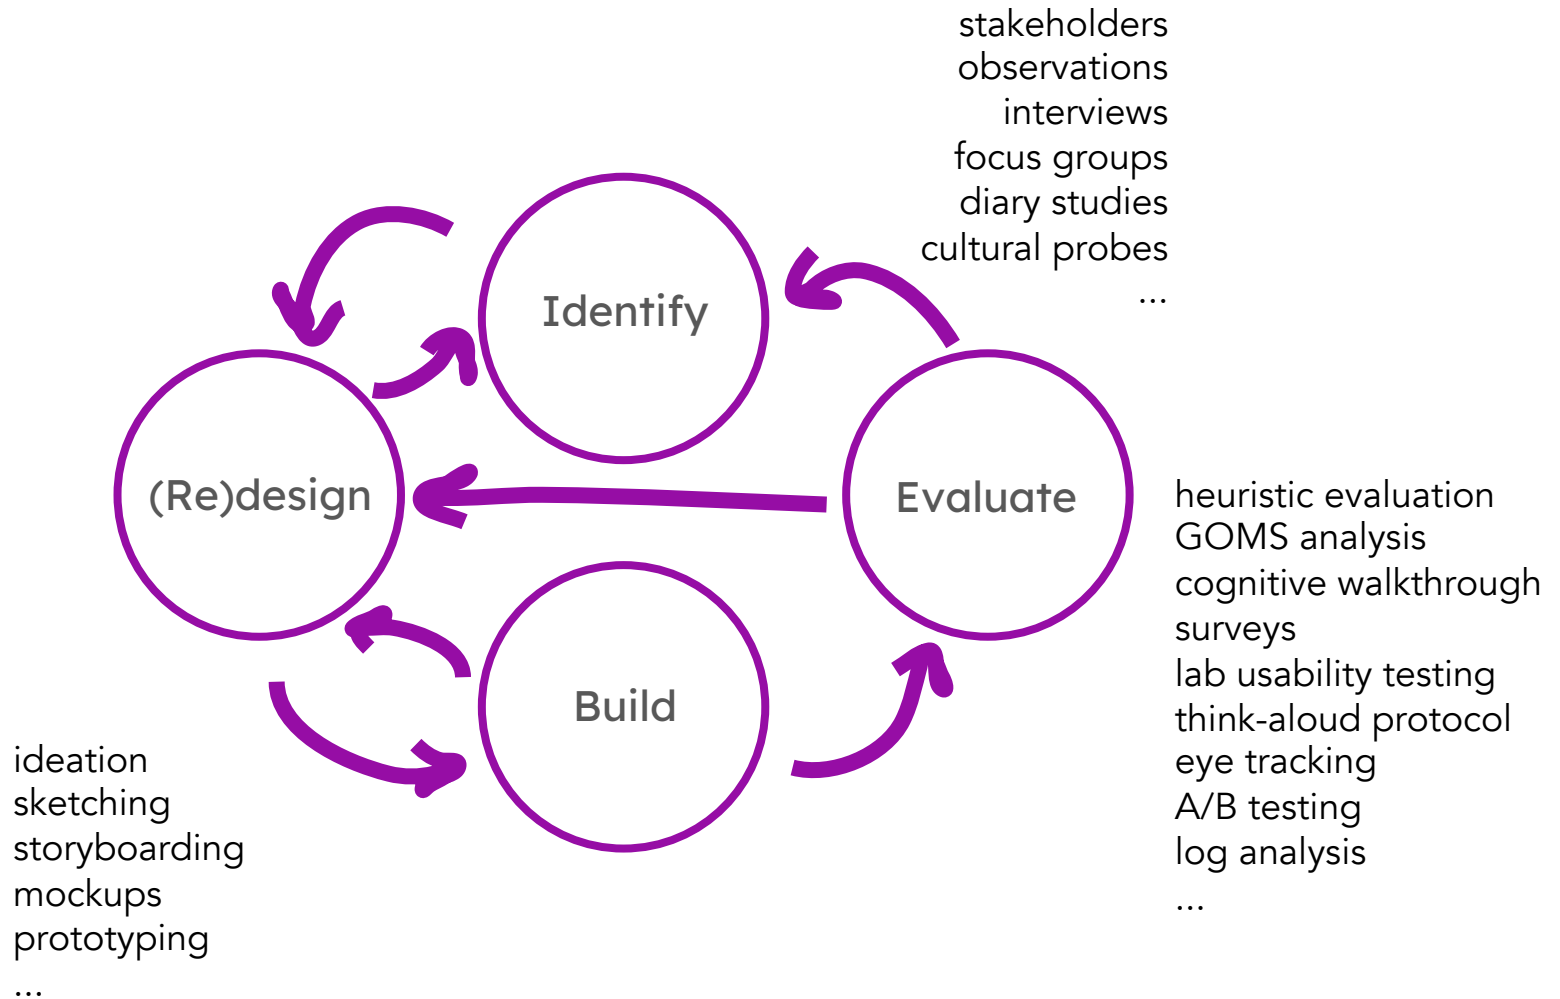 stakeholders
observations
interviews
focus groups
diary studies
cultural probes
...
Identify
(Re)design
Evaluate
Build
heuristic evaluation
GOMS analysis
cognitive walkthrough
surveys
lab usability testing
think-aloud protocol
eye tracking
A/B testing
log analysis
...
ideation
sketching
storyboarding
mockups
prototyping
...